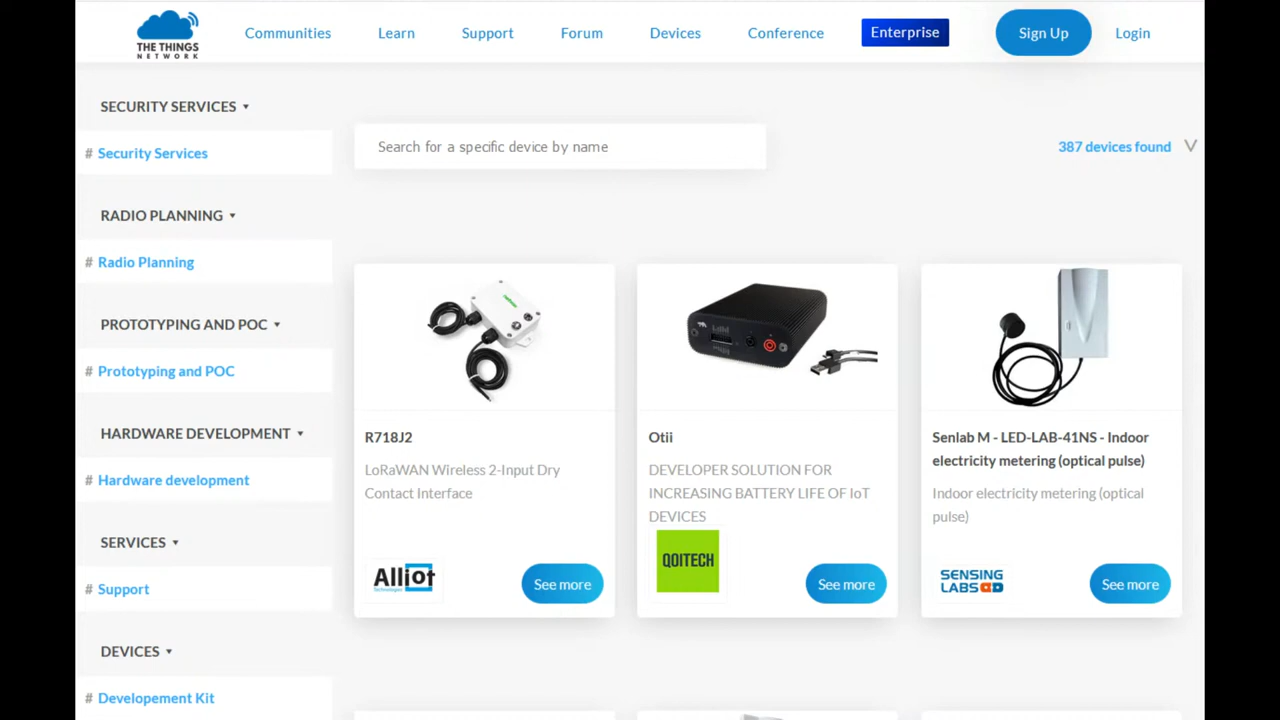 THE THINGS
NETWORK
Communities
Learn
Support
Forum
Devices
Conference
Enterprise
Sign Up
Login
SECURITY SERVICES
# Security Services
RADIO PLANNING
# Radio Planning
PROTOTYPING AND POC
# Prototyping and POC
HARDWARE DEVELOPMENT
# Hardware development
SERVICES
# Support
DEVICES
# Developement Kit
Search for a specific device by name
387 devices found
R718J2
LoRaWAN Wireless 2-Input Dry
Contact Interface
Alliot
Technologies
See more
Otii
DEVELOPER SOLUTION FOR
INCREASING BATTERY LIFE OF IoT
DEVICES
QOITECH
See more
Senlab M - LED-LAB-41NS - Indoor
electricity metering (optical pulse)
Indoor electricity metering (optical
pulse)
SENSING
LABS
See more